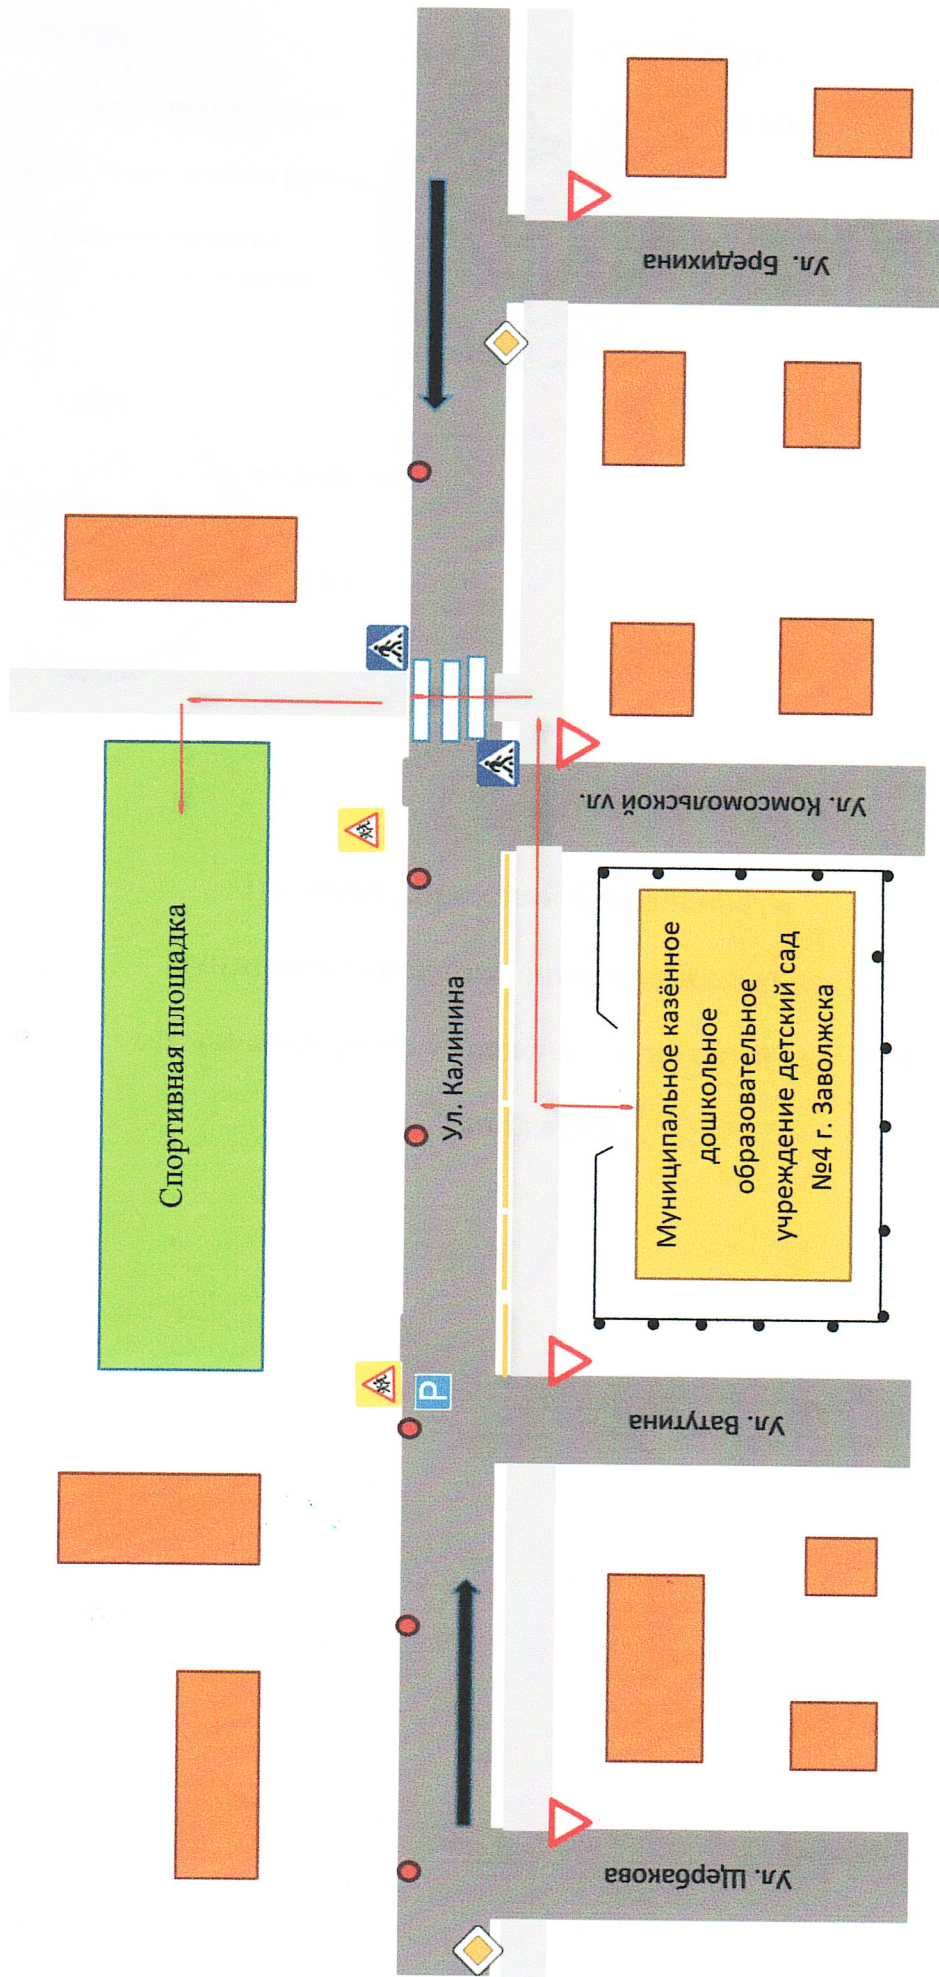 Спортивная площадка
Ул. Калинина
P
Муниципальное казённое
дошкольное
образовательное
учреждение детский сад
№4 г. Заволжска
Ул. Щербакова
Ул. Ватутина
Ул. Комсомольской ул.
Ул. Бредихина